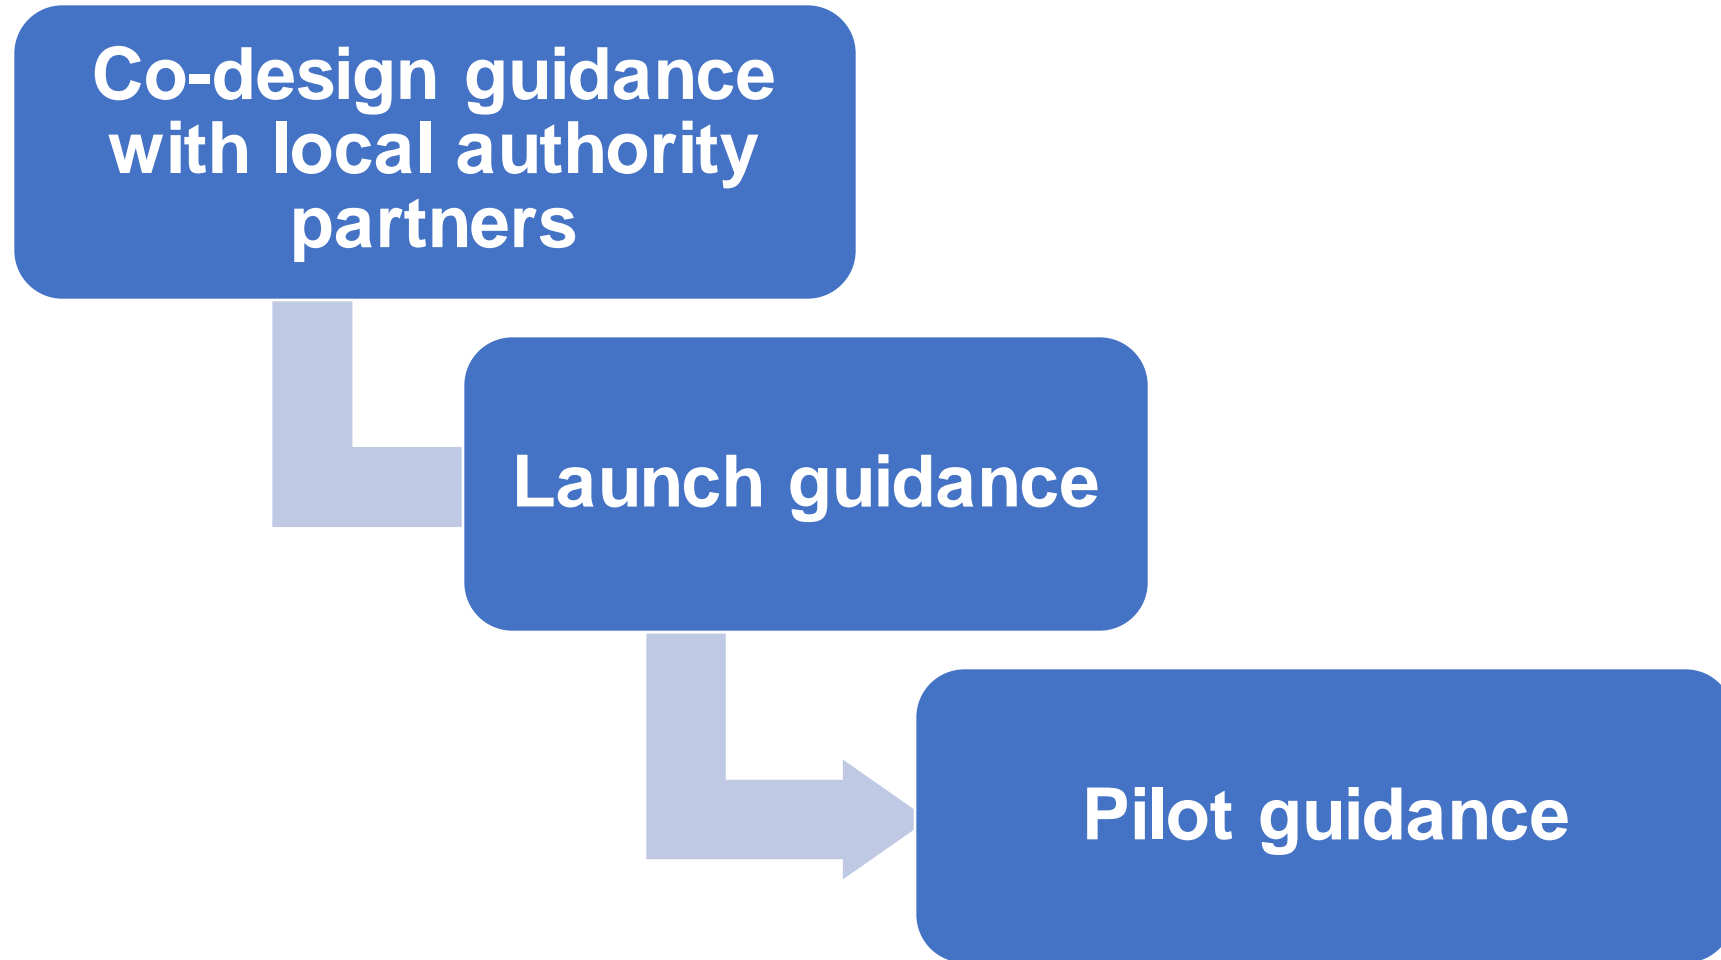 Co-design guidance
with local authority
partners
Launch guidance
Pilot guidance